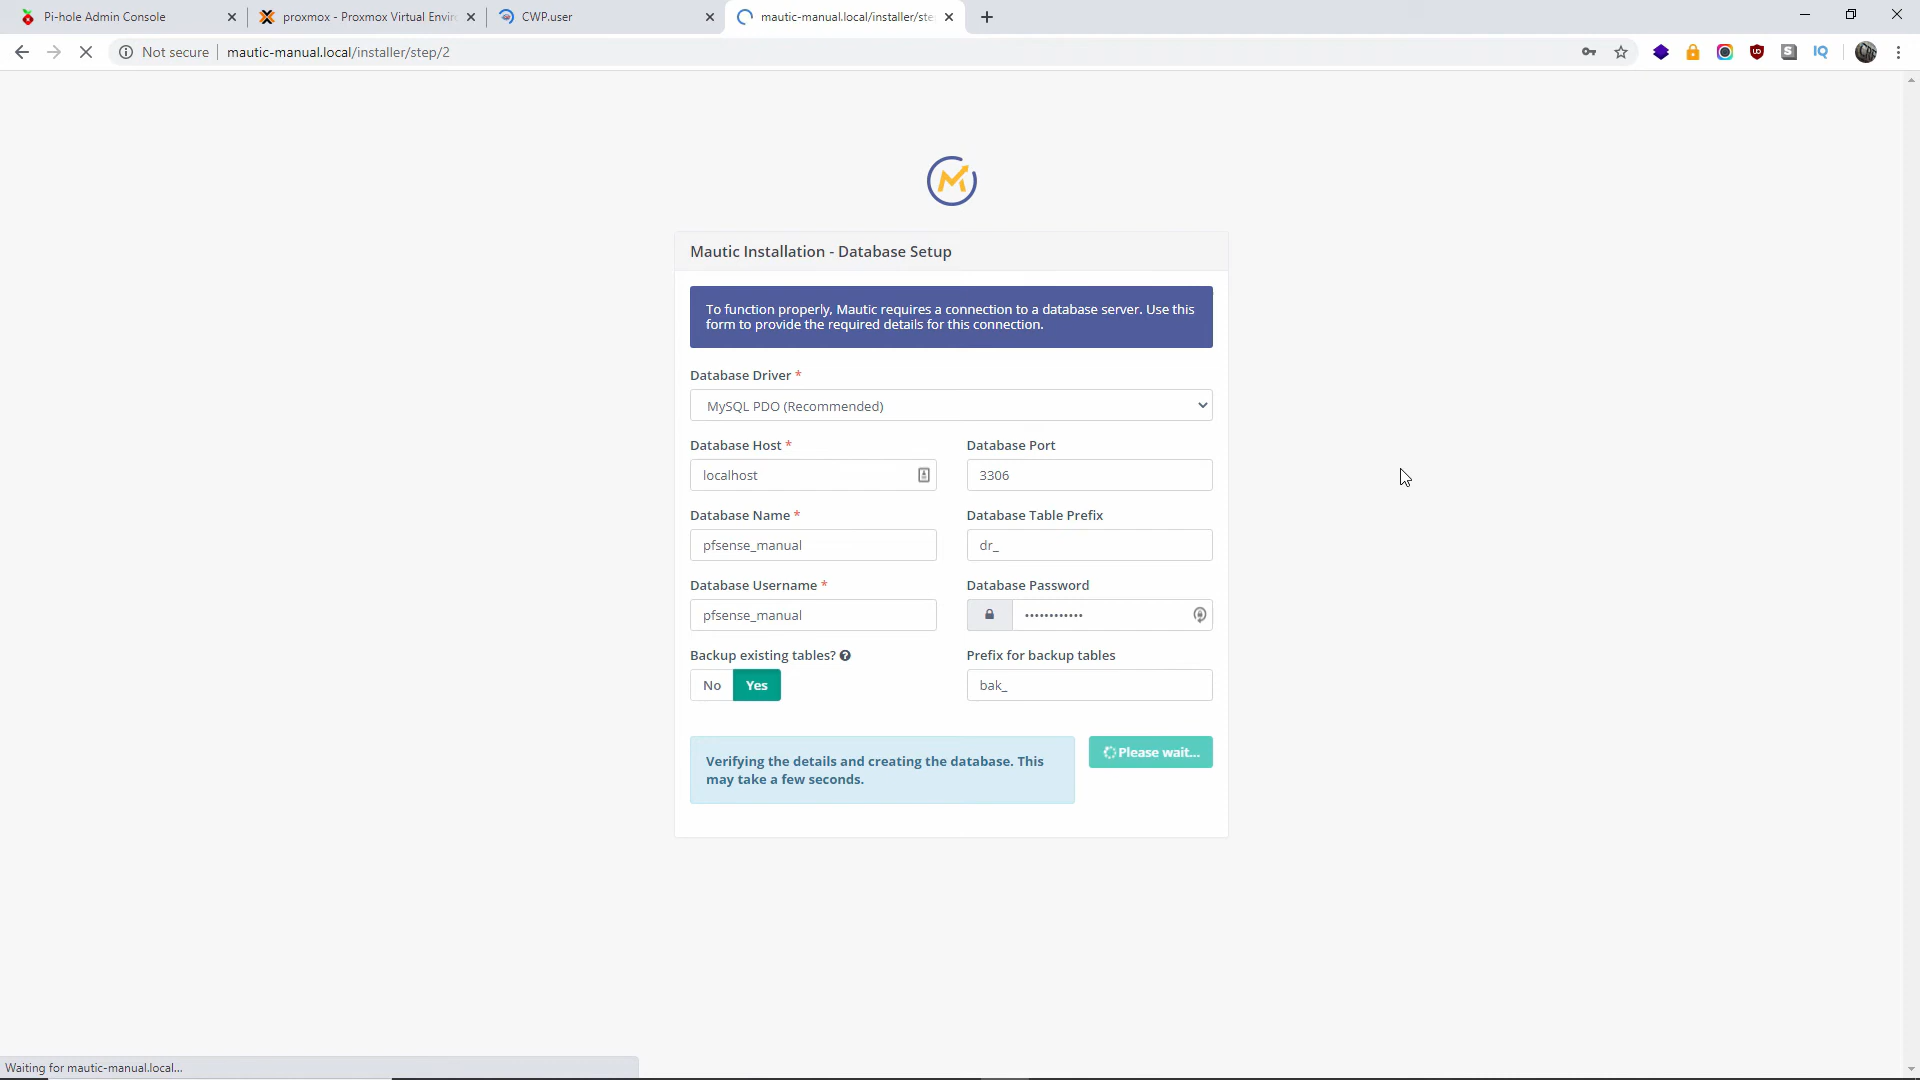 Pi-hole Admin Console
proxmox - Proxmox Virtual Enviro
CWP.user
mautic-manual.local/installer/ste
Not secure
mautic-manual.local/installer/step/2
IQ
Mautic Installation - Database Setup
To function properly, Mautic requires a connection to a database server. Use this
form to provide the required details for this connection.
Database Driver *
MySQL PDO (Recommended)
Database Host *
Database Port
localhost
3306
Database Name *
Database Table Prefix
pfsense_manual
dr_
Database Username *
Database Password
pfsense_manual
••••••••••••
Backup existing tables?
Prefix for backup tables
No
Yes
bak_
Verifying the details and creating the database. This
may take a few seconds.
Please wait...
Waiting for mautic-manual.local...